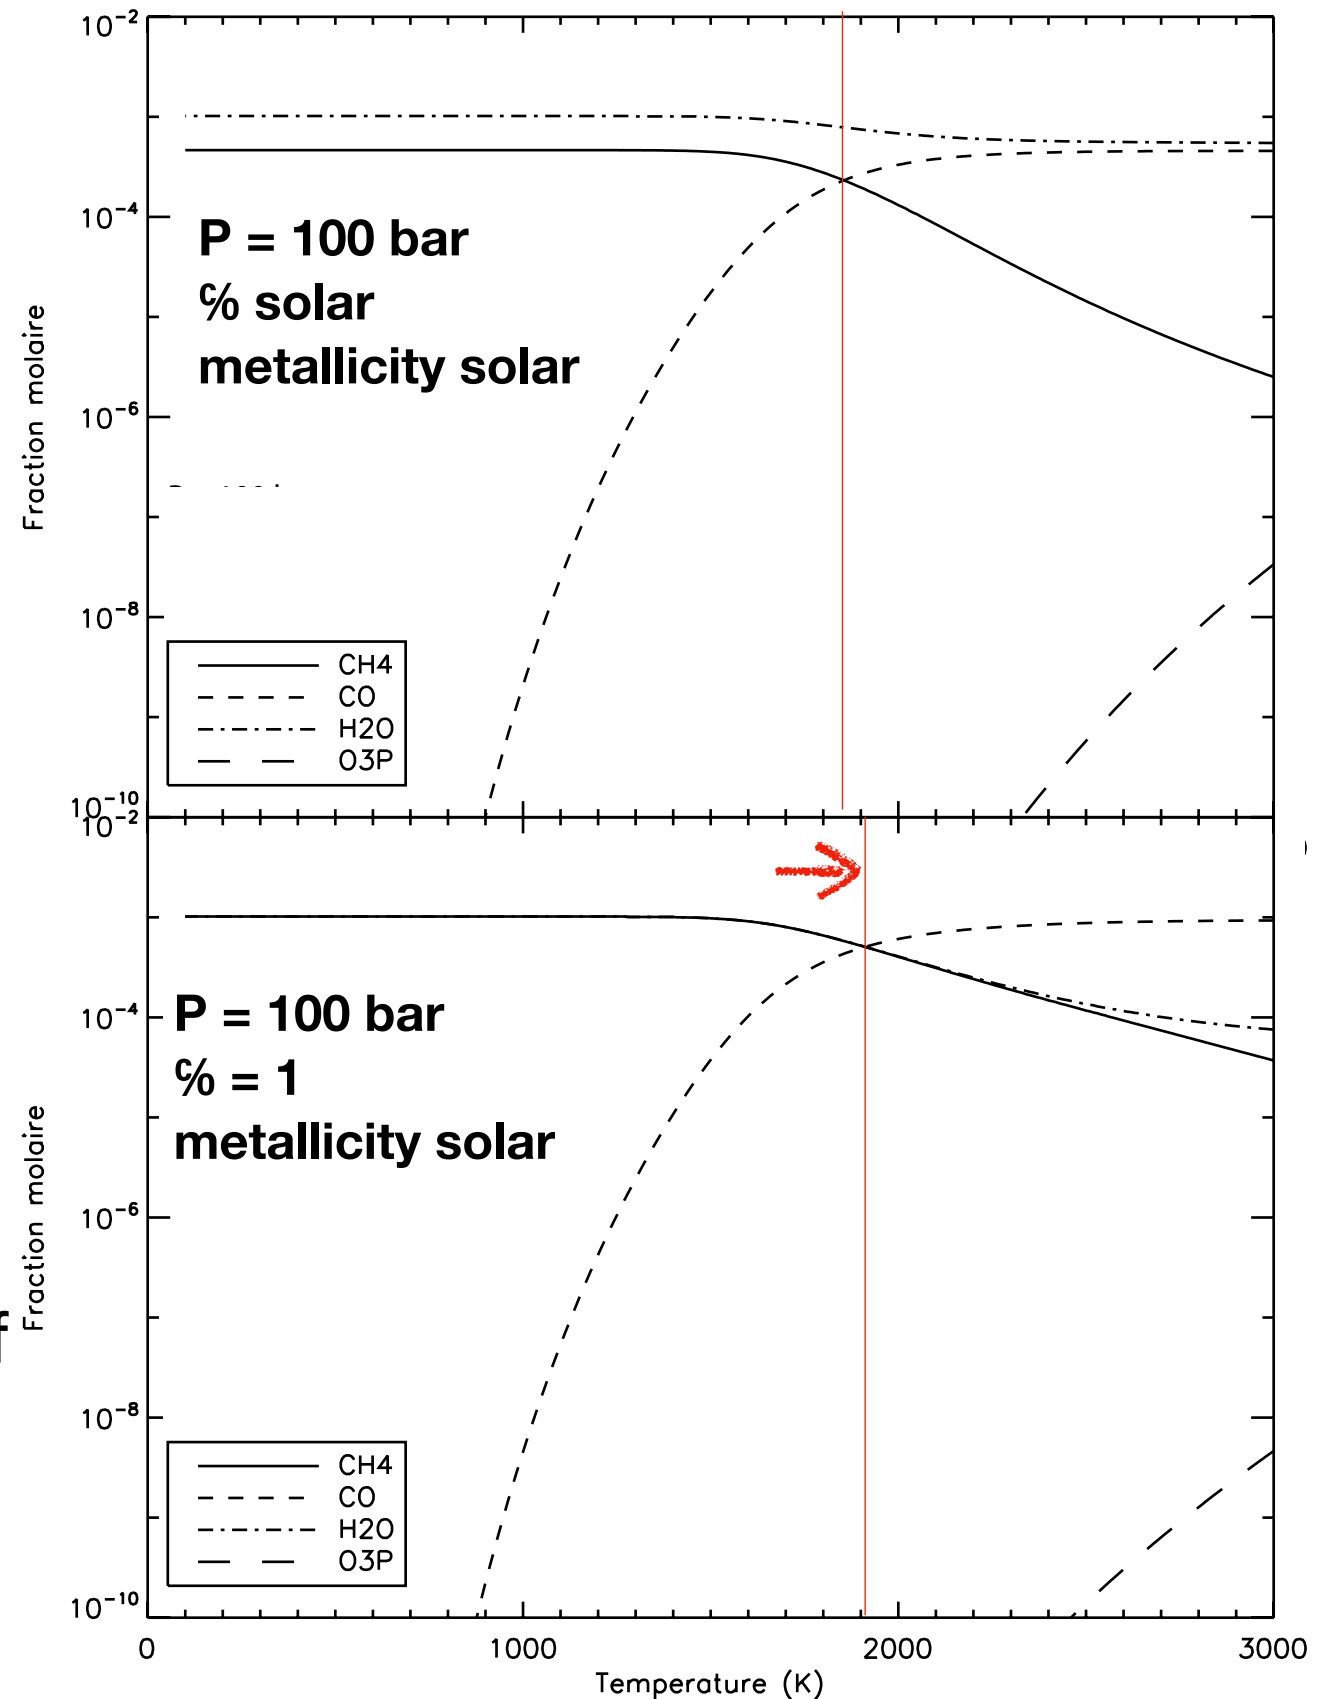 10⁻²
10⁻⁴
10⁻⁶
10⁻⁸
10⁻¹⁰
Fraction molaire
P = 100 bar
℅ solar
metallicity solar
CH4
CO
H2O
O3P
10⁻²
10⁻⁴
10⁻⁶
10⁻⁸
10⁻¹⁰
Fraction molaire
P = 100 bar
℅ = 1
metallicity solar
CH4
CO
H2O
O3P
0 1000 2000 3000
Temperature (K)